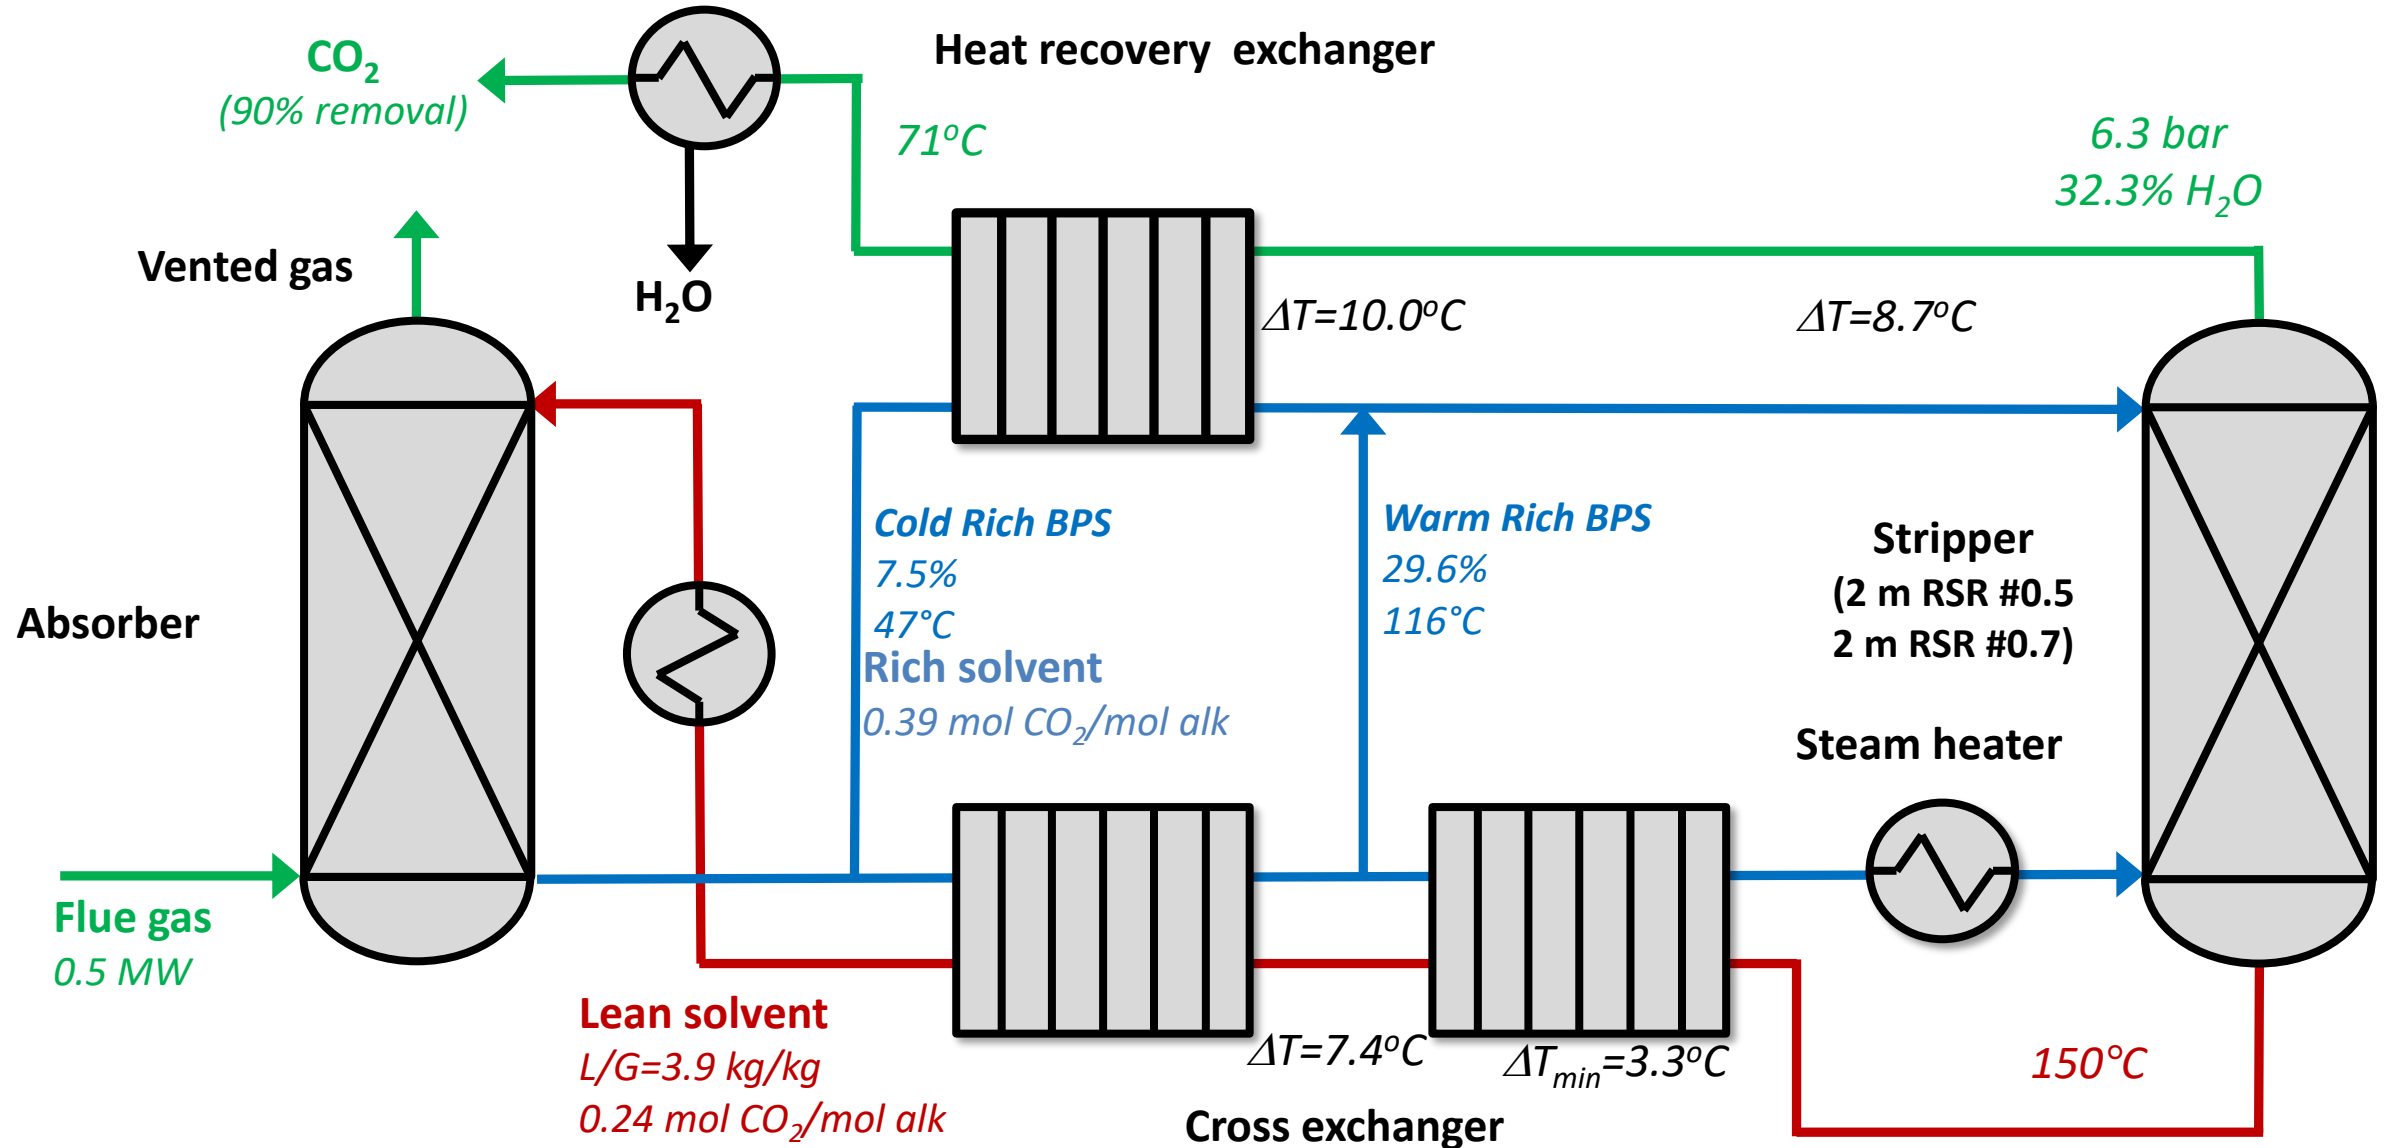 Heat recovery  exchanger
CO₂
(90% removal)
71°C
6.3 bar
32.3% H₂O
Vented gas
H₂O
ΔT=10.0°C
ΔT=8.7°C
Cold Rich BPS
7.5%
47°C
Rich solvent
0.39 mol CO₂/mol alk
Warm Rich BPS
29.6%
116°C
Stripper
(2 m RSR #0.5
2 m RSR #0.7)
Absorber
Steam heater
Flue gas
0.5 MW
Lean solvent
L/G=3.9 kg/kg
0.24 mol CO₂/mol alk
ΔT=7.4°C
ΔTmin=3.3°C
150°C
Cross exchanger